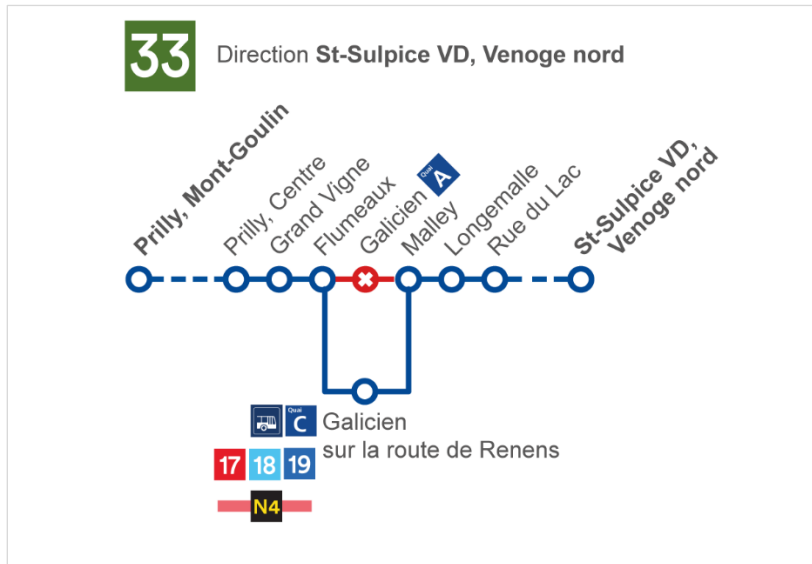 33 Direction St-Sulpice VD, Venoge nord
Prilly, Mont-Goulin
Prilly, Centre
Grand Vigne
Flumeaux
Galicien Quai A
Malley
Longemalle
Rue du Lac
St-Sulpice VD,
Venoge nord
Quai C Galicien
sur la route de Renens
17 18 19
N4